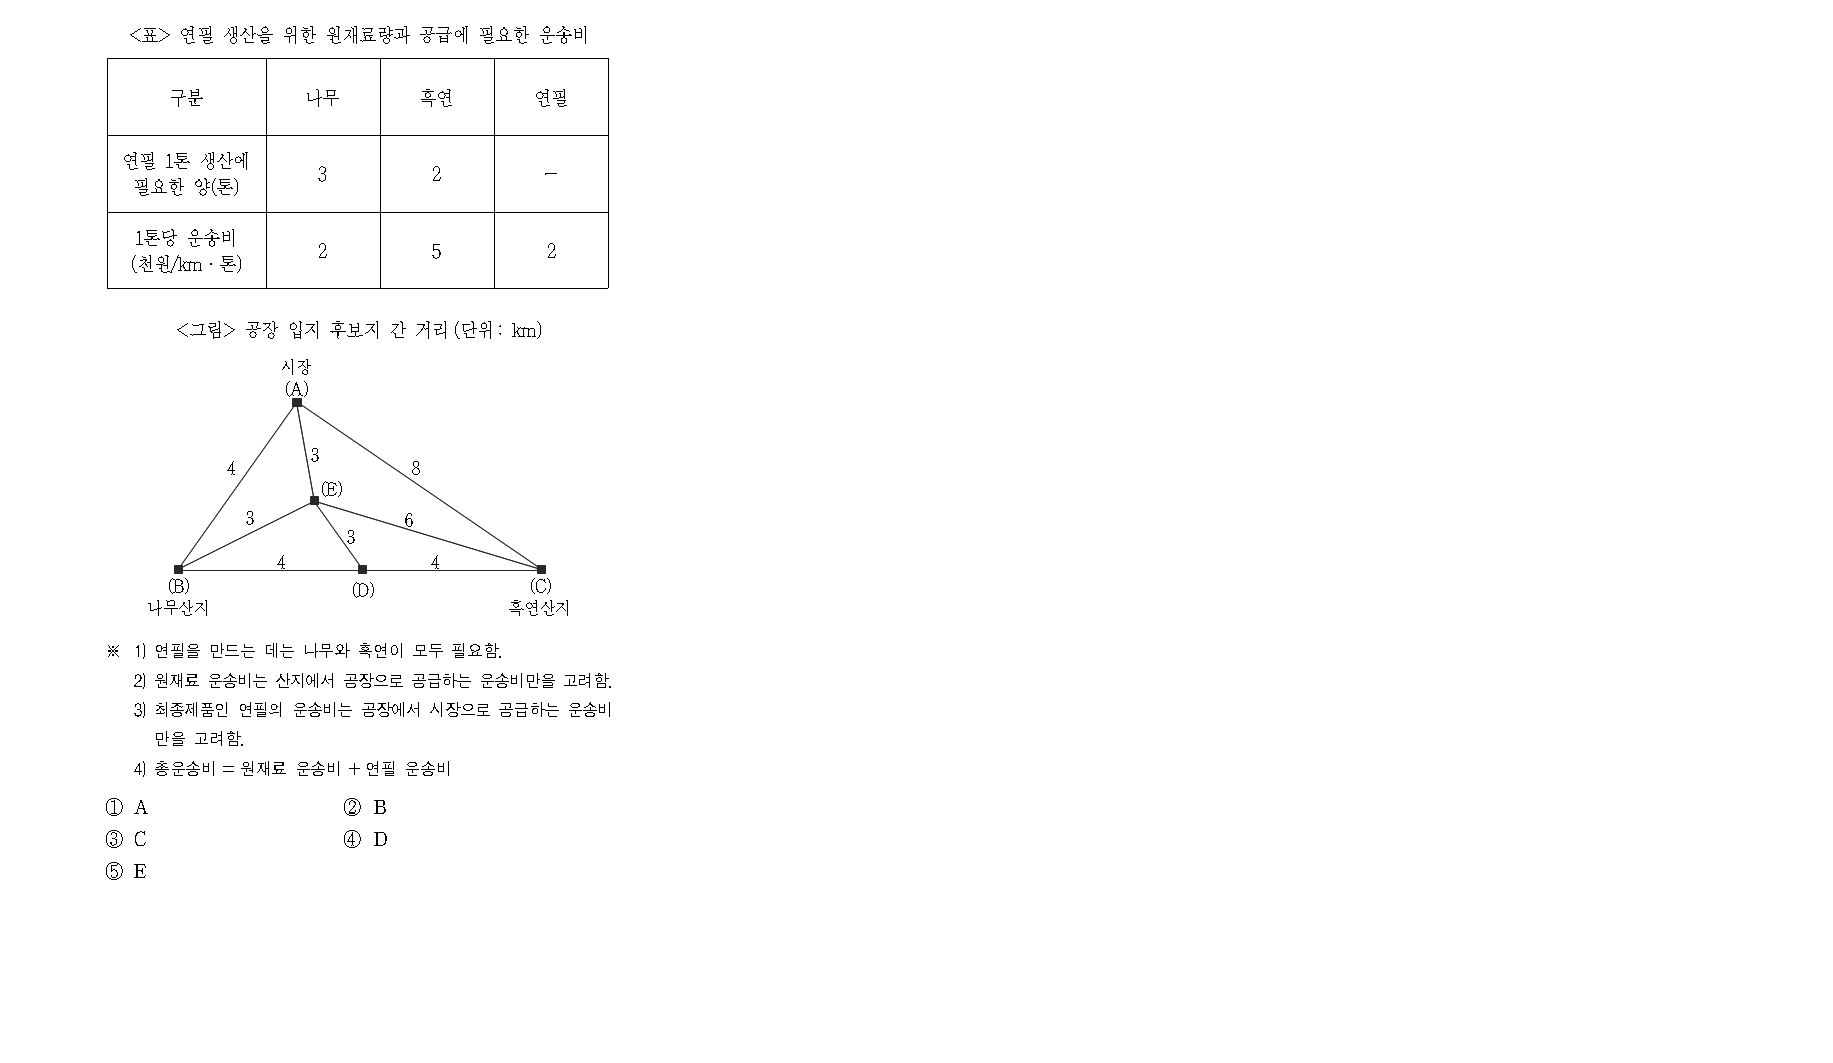 <표> 연필 생산을 위한 원재료량과 공급에 필요한 운송비
구분 나무 흑연 연필
연필 1톤 생산에
필요한 양(톤) 3 2 -
1톤당 운송비
(천원/km·톤) 2 5 2
<그림> 공장 입지 후보지 간 거리(단위: km)
시장
(A)
4 3 8
(E)
3 6
3
4 4
(B) (D) (C)
나무산지 흑연산지
※ 1) 연필을 만드는 데는 나무와 흑연이 모두 필요함.
2) 원재료 운송비는 산지에서 공장으로 공급하는 운송비만을 고려함.
3) 최종제품인 연필의 운송비는 공장에서 시장으로 공급하는 운송비
만을 고려함.
4) 총운송비 = 원재료 운송비 + 연필 운송비
① A ② B
③ C ④ D
⑤ E